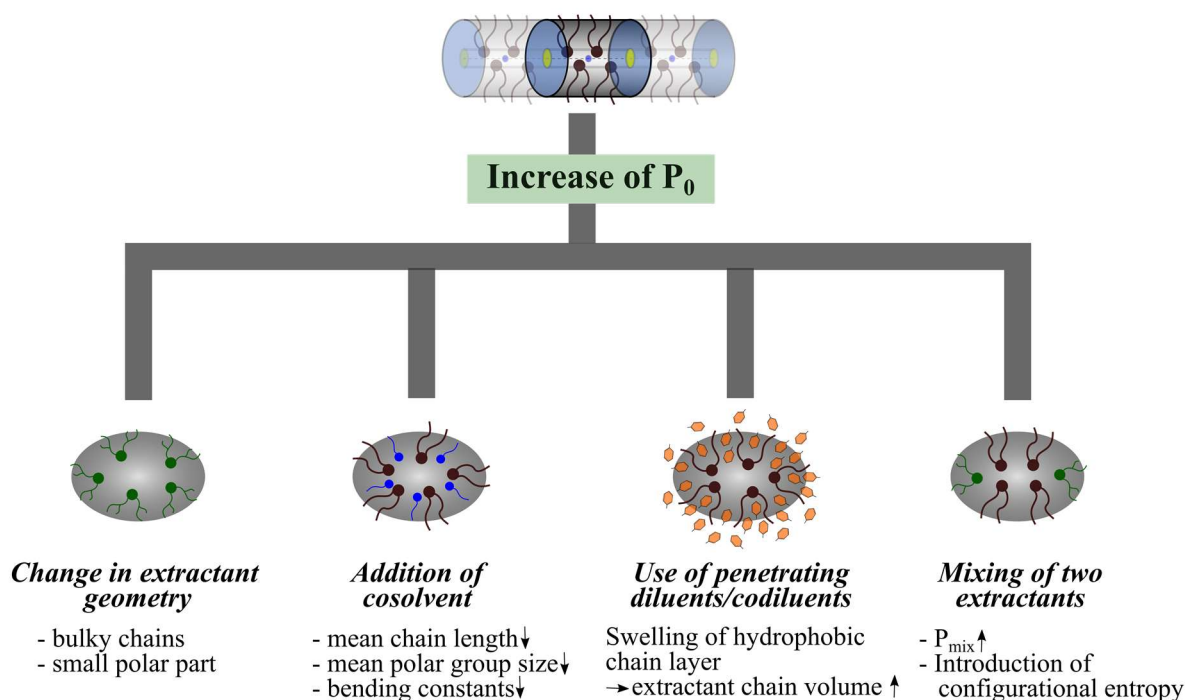 Increase of P₀
Change in extractant
geometry
- bulky chains
- small polar part
Addition of
cosolvent
- mean chain length↓
- mean polar group size↓
- bending constants↓
Use of penetrating
diluents/codiluents
Swelling of hydrophobic
chain layer
→ extractant chain volume ↑
Mixing of two
extractants
- Pmix↑
- Introduction of
configurational entropy